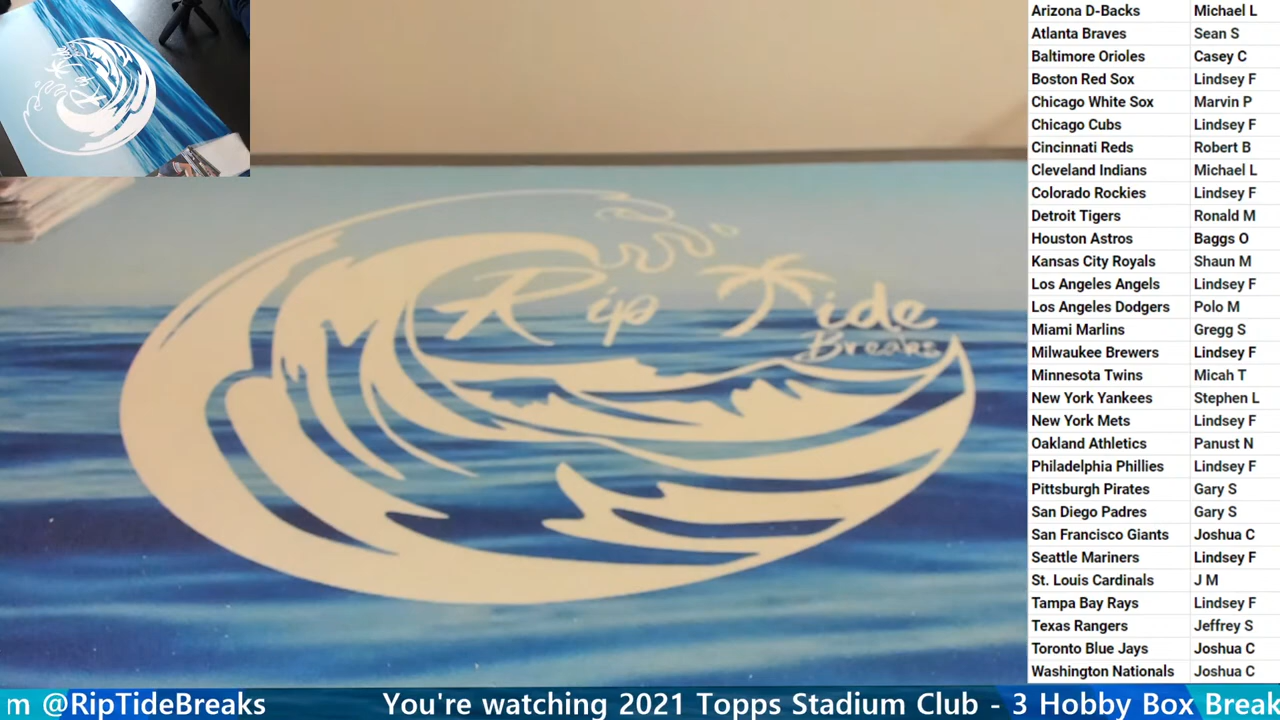 Arizona D-Backs Michael L
Atlanta Braves Sean S
Baltimore Orioles Casey C
Boston Red Sox Lindsey F
Chicago White Sox Marvin P
Chicago Cubs Lindsey F
Cincinnati Reds Robert B
Cleveland Indians Michael L
Colorado Rockies Lindsey F
Detroit Tigers Ronald M
Houston Astros Baggs O
Kansas City Royals Shaun M
Los Angeles Angels Lindsey F
Los Angeles Dodgers Polo M
Miami Marlins Gregg S
Milwaukee Brewers Lindsey F
Minnesota Twins Micah T
New York Yankees Stephen L
New York Mets Lindsey F
Oakland Athletics Panust N
Philadelphia Phillies Lindsey F
Pittsburgh Pirates Gary S
San Diego Padres Gary S
San Francisco Giants Joshua C
Seattle Mariners Lindsey F
St. Louis Cardinals J M
Tampa Bay Rays Lindsey F
Texas Rangers Jeffrey S
Toronto Blue Jays Joshua C
Washington Nationals Joshua C
Rip Tide
Breaks
m @RipTideBreaks You're watching 2021 Topps Stadium Club - 3 Hobby Box Break